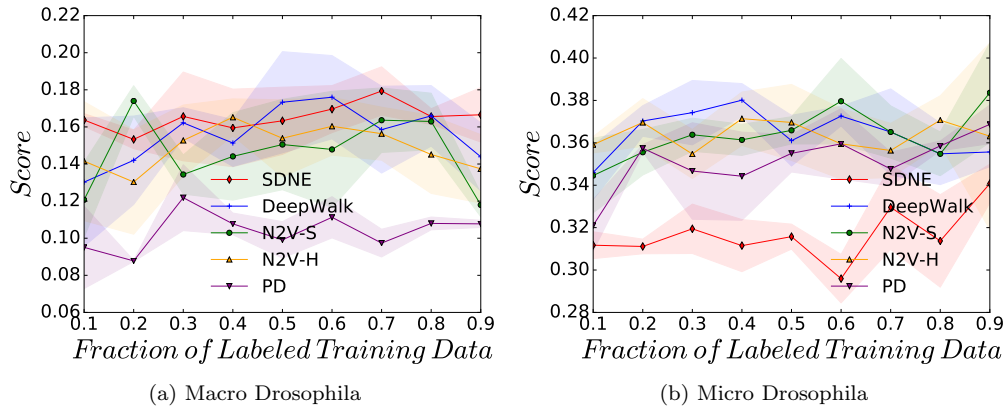 0.22
0.20
0.18
0.16
0.14
0.12
0.10
0.08
0.06
Score
0.1 0.2 0.3 0.4 0.5 0.6 0.7 0.8 0.9
Fraction of Labeled Training Data
SDNE
DeepWalk
N2V-S
N2V-H
PD
(a) Macro Drosophila
0.42
0.40
0.38
0.36
0.34
0.32
0.30
0.28
Score
0.1 0.2 0.3 0.4 0.5 0.6 0.7 0.8 0.9
Fraction of Labeled Training Data
SDNE
DeepWalk
N2V-S
N2V-H
PD
(b) Micro Drosophila